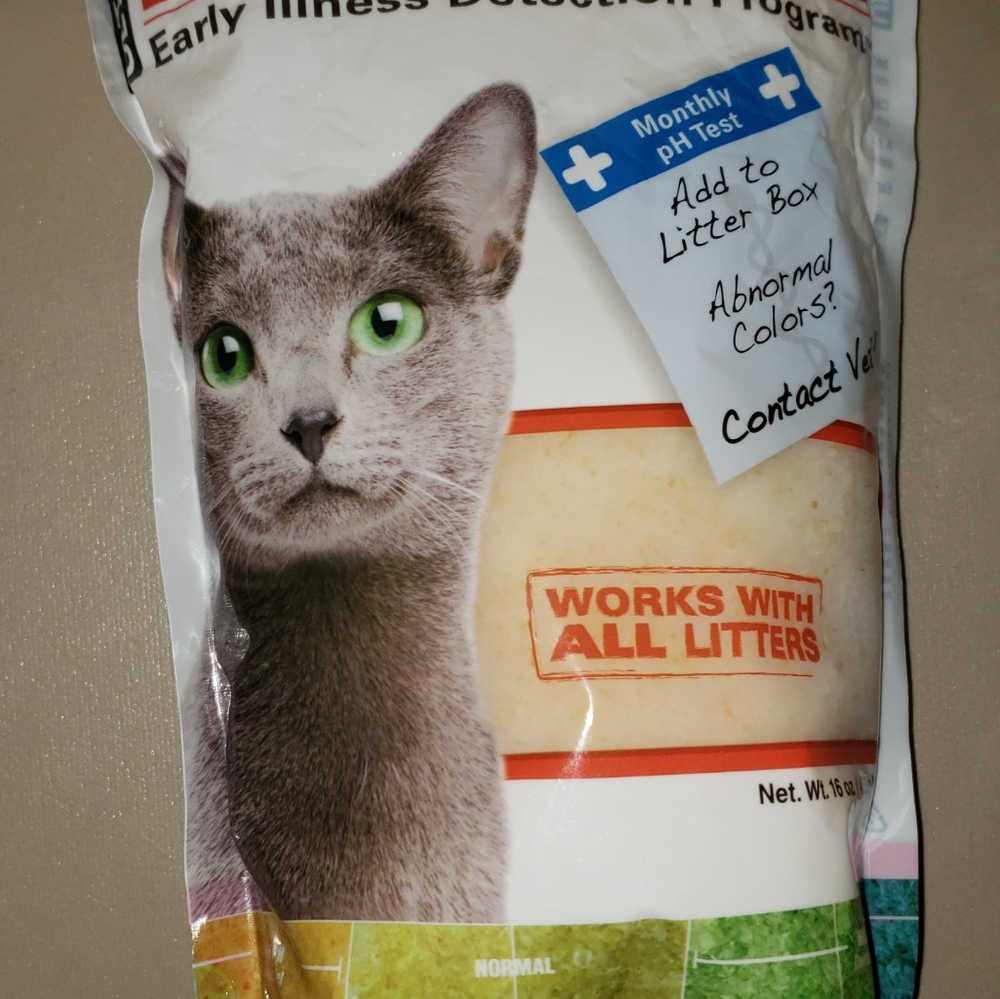 Early Illness Detection Program
Monthly
pH Test
Add to
Litter Box
Abnormal
Colors?
Contact
WORKS WITH
ALL LITTERS
Net. Wt. 16 oz
NORMAL